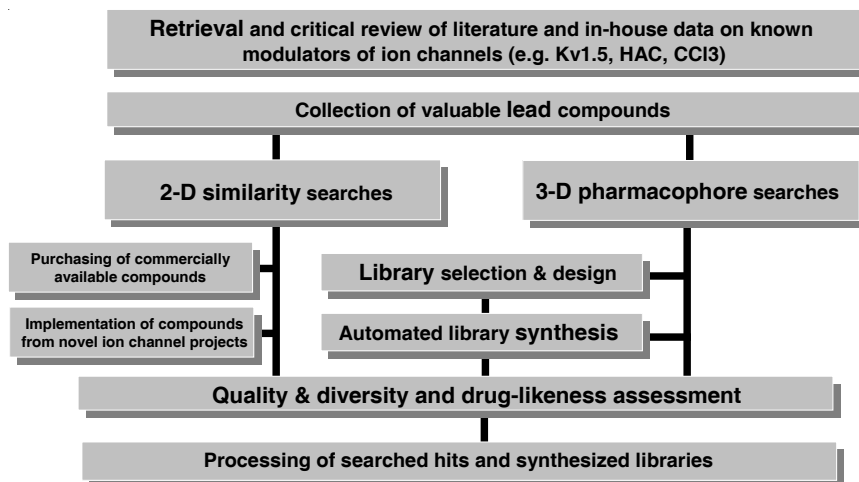 Retrieval and critical review of literature and in-house data on known
modulators of ion channels (e.g. Kv1.5, HAC, CCl3)
Collection of valuable lead compounds
2-D similarity searches
3-D pharmacophore searches
Purchasing of commercially
available compounds
Library selection & design
Implementation of compounds
from novel ion channel projects
Automated library synthesis
Quality & diversity and drug-likeness assessment
Processing of searched hits and synthesized libraries